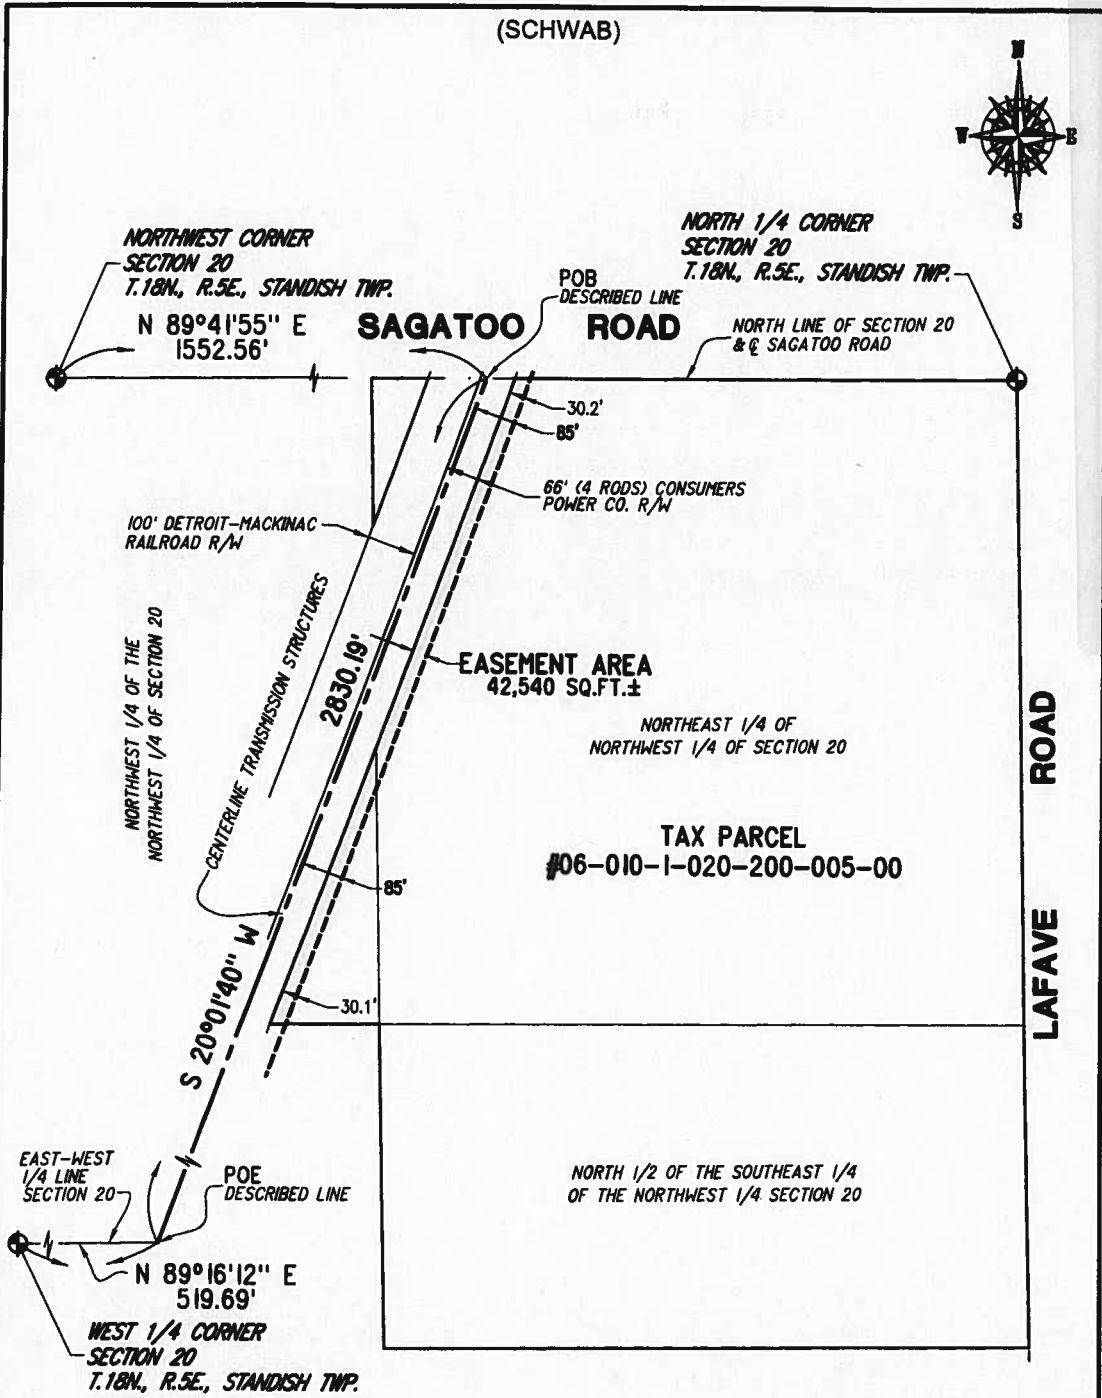 (SCHWAB)
N
W E
S
NORTHWEST CORNER
SECTION 20
T.18N., R.5E., STANDISH TWP.
NORTH 1/4 CORNER
SECTION 20
T.18N., R.5E., STANDISH TWP.
POB
DESCRIBED LINE
N 89°41'55" E
1552.56'
SAGATOO ROAD
NORTH LINE OF SECTION 20
& ℄ SAGATOO ROAD
30.2'
85'
66' (4 RODS) CONSUMERS
POWER CO. R/W
100' DETROIT-MACKINAC
RAILROAD R/W
CENTERLINE TRANSMISSION STRUCTURES
2830.19'
NORTHWEST 1/4 OF THE
NORTHWEST 1/4 OF SECTION 20
EASEMENT AREA
42,540 SQ.FT.±
NORTHEAST 1/4 OF
NORTHWEST 1/4 OF SECTION 20
TAX PARCEL
#06-010-1-020-200-005-00
LAFAVE ROAD
85'
S 20°01'40" W
30.1'
EAST-WEST
1/4 LINE
SECTION 20
POE
DESCRIBED LINE
NORTH 1/2 OF THE SOUTHEAST 1/4
OF THE NORTHWEST 1/4 SECTION 20
N 89°16'12" E
519.69'
WEST 1/4 CORNER
SECTION 20
T.18N., R.5E., STANDISH TWP.